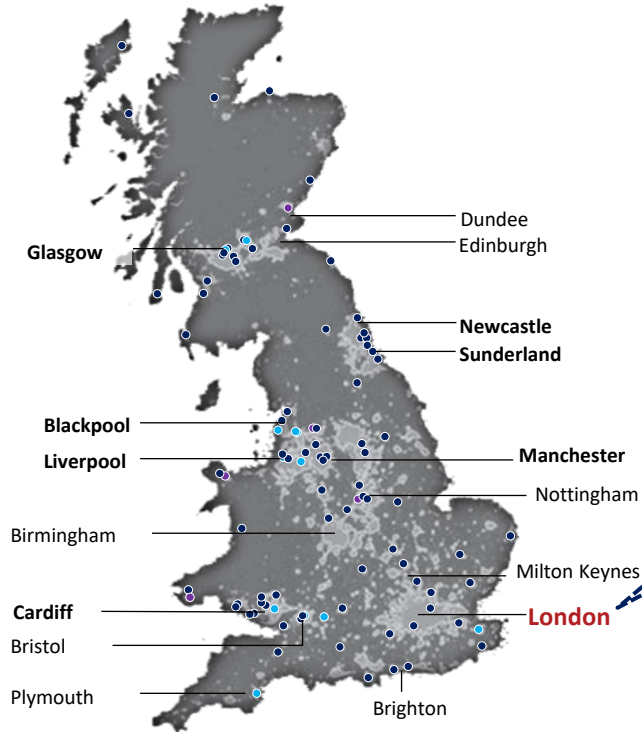 Dundee
Edinburgh
Glasgow
Newcastle
Sunderland
Blackpool
Manchester
Liverpool
Nottingham
Birmingham
Milton Keynes
Cardiff
London
Bristol
Plymouth
Brighton